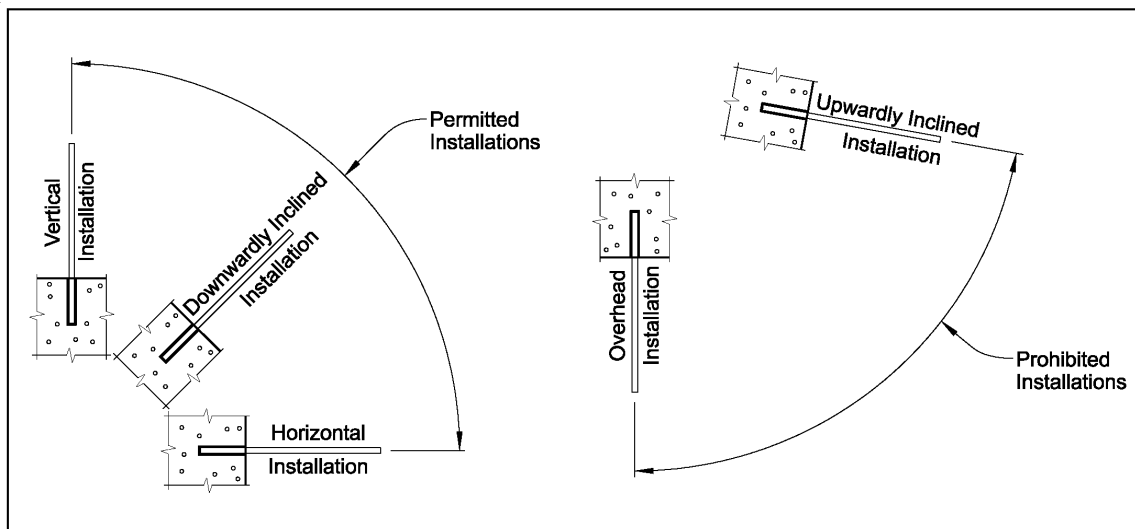 Permitted
Installations
Vertical
Installation
Downwardly Inclined
Installation
Horizontal
Installation
Upwardly Inclined
Installation
Overhead
Installation
Prohibited
Installations